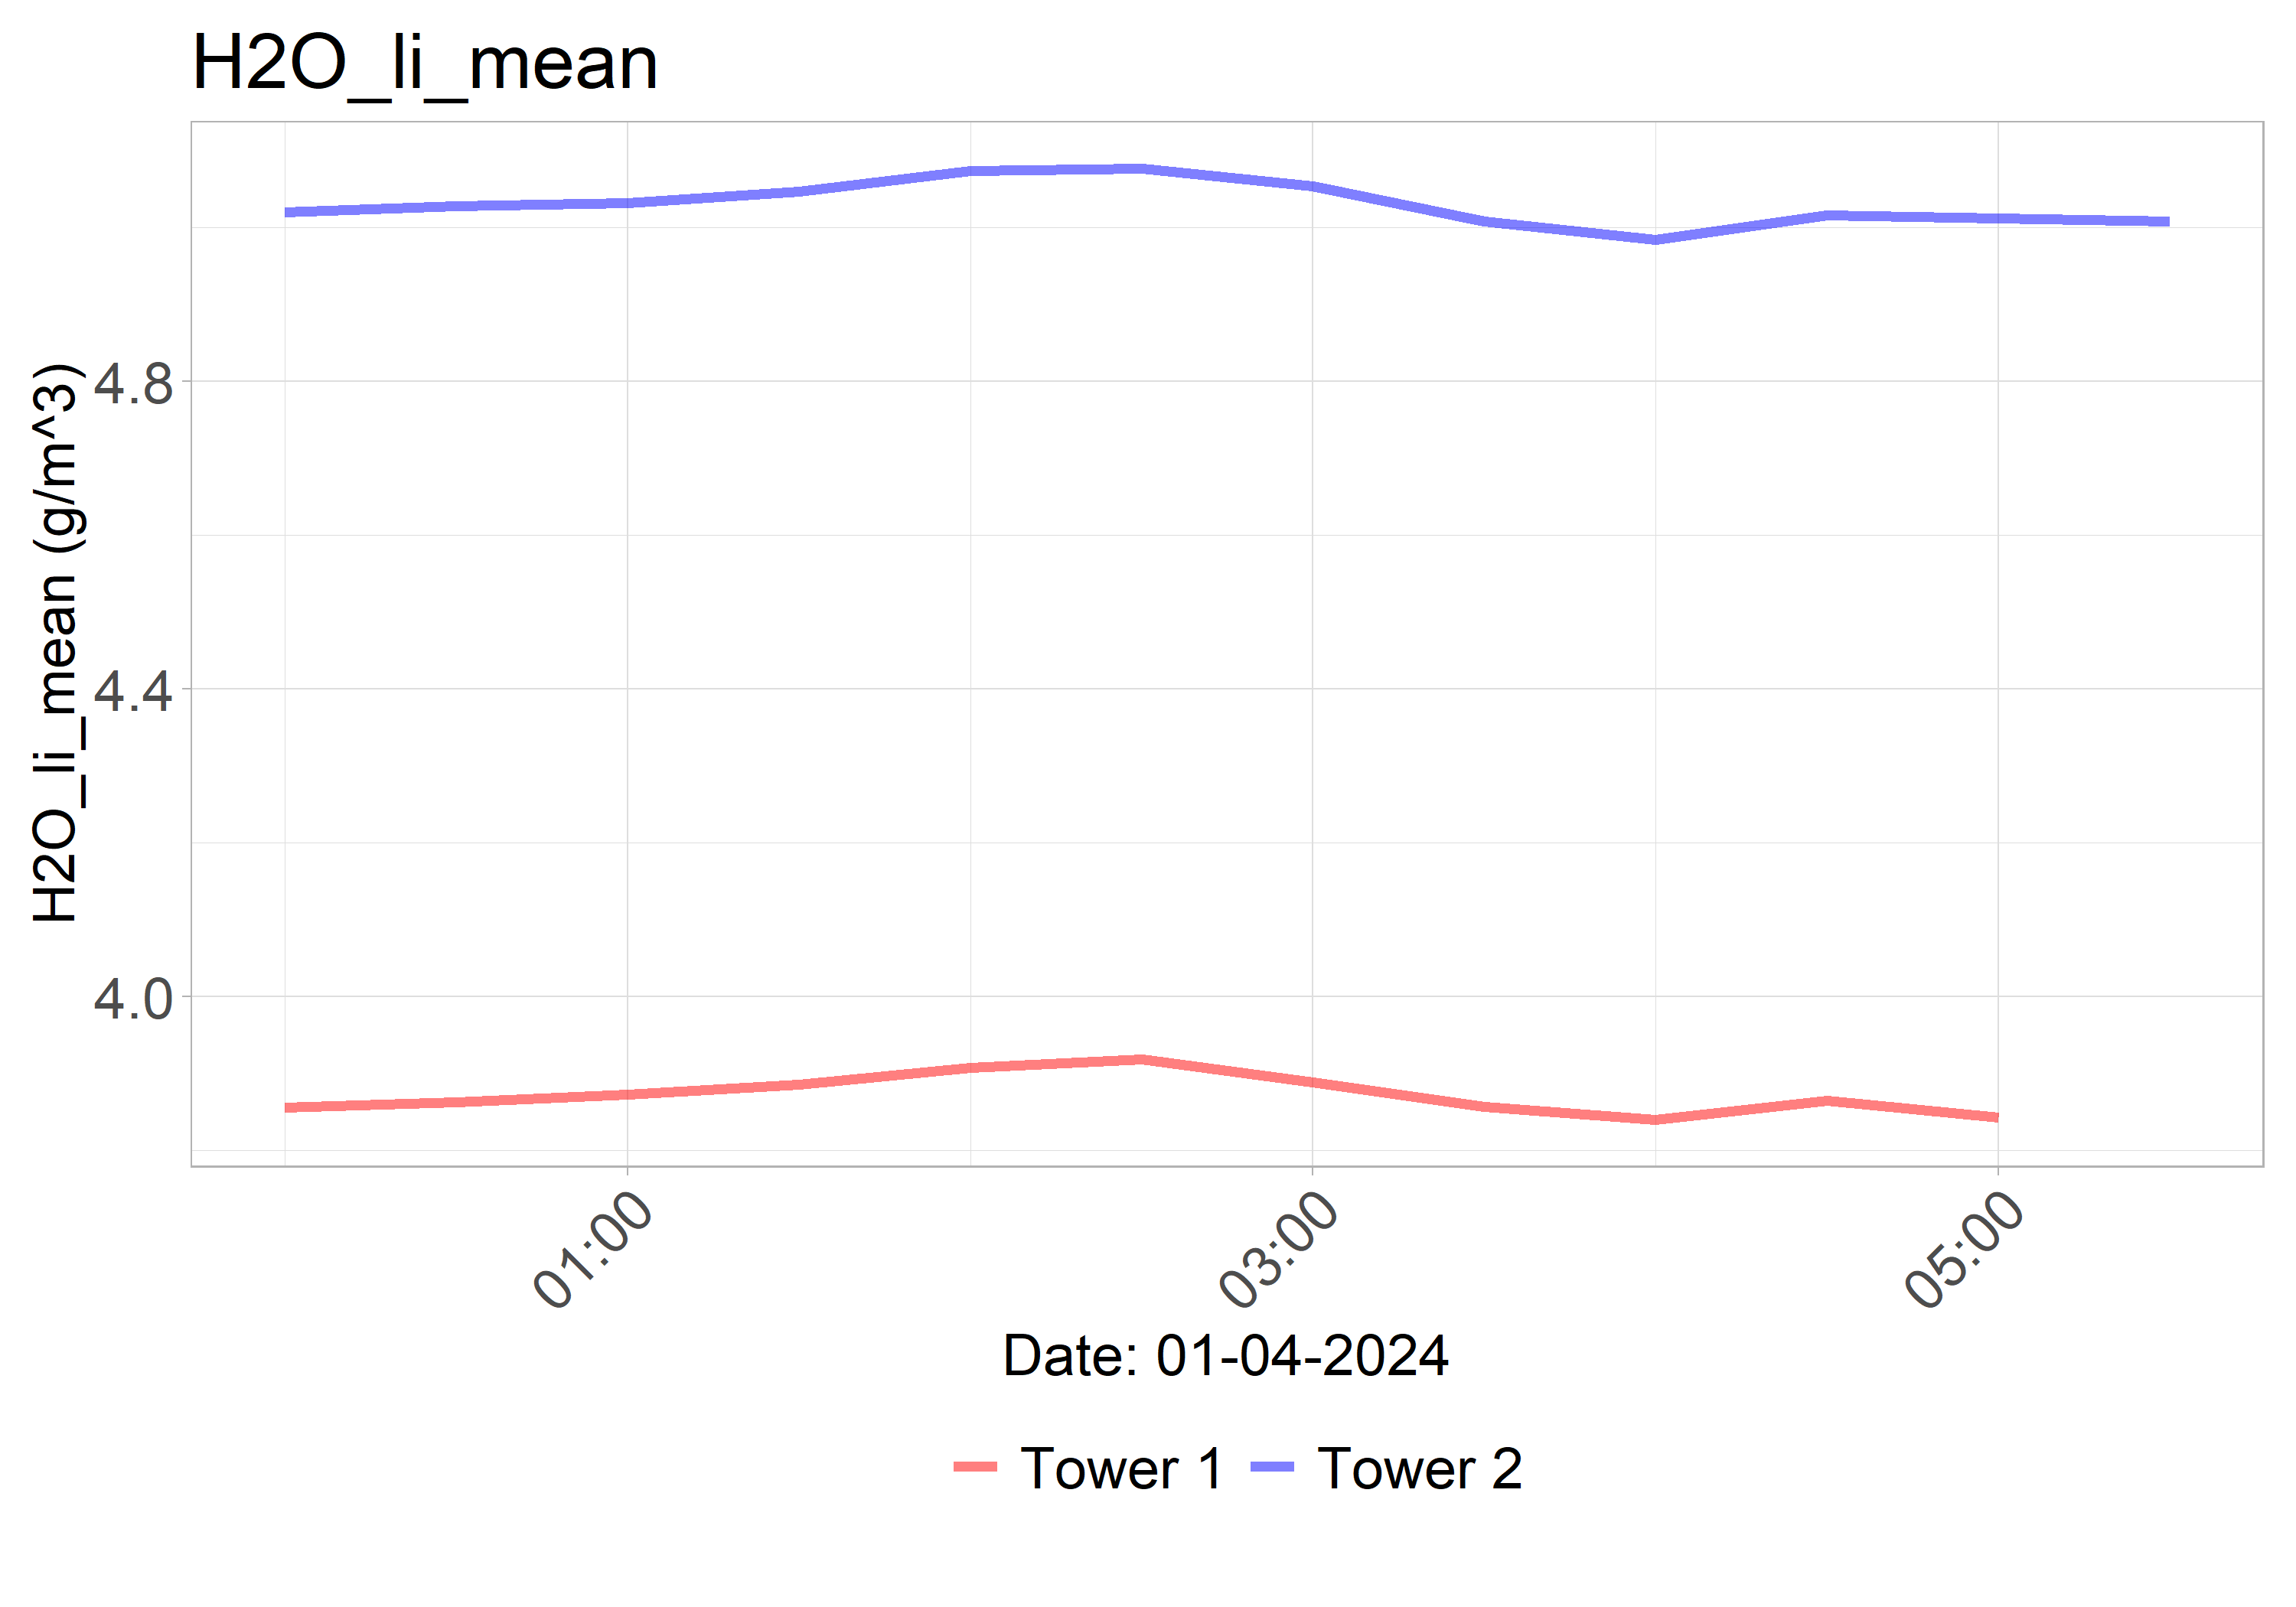 H2O_li_mean
H2O_li_mean (g/m^3)
4.8
4.4
4.0
01:00
03:00
05:00
Date: 01-04-2024
Tower 1
Tower 2